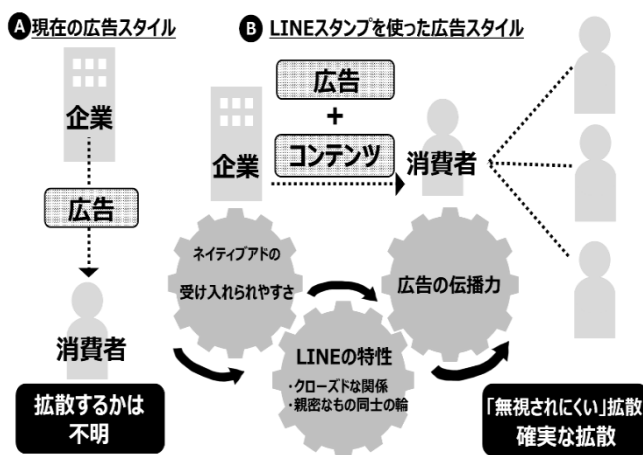 A 現在の広告スタイル
企業
広告
消費者
拡散するかは
不明
B LINEスタンプを使った広告スタイル
広告
+
コンテンツ
企業
消費者
ネイティブアドの
受け入れられやすさ
LINEの特性
・クローズドな関係
・親密なもの同士の輪
広告の伝播力
「無視されにくい」拡散
確実な拡散